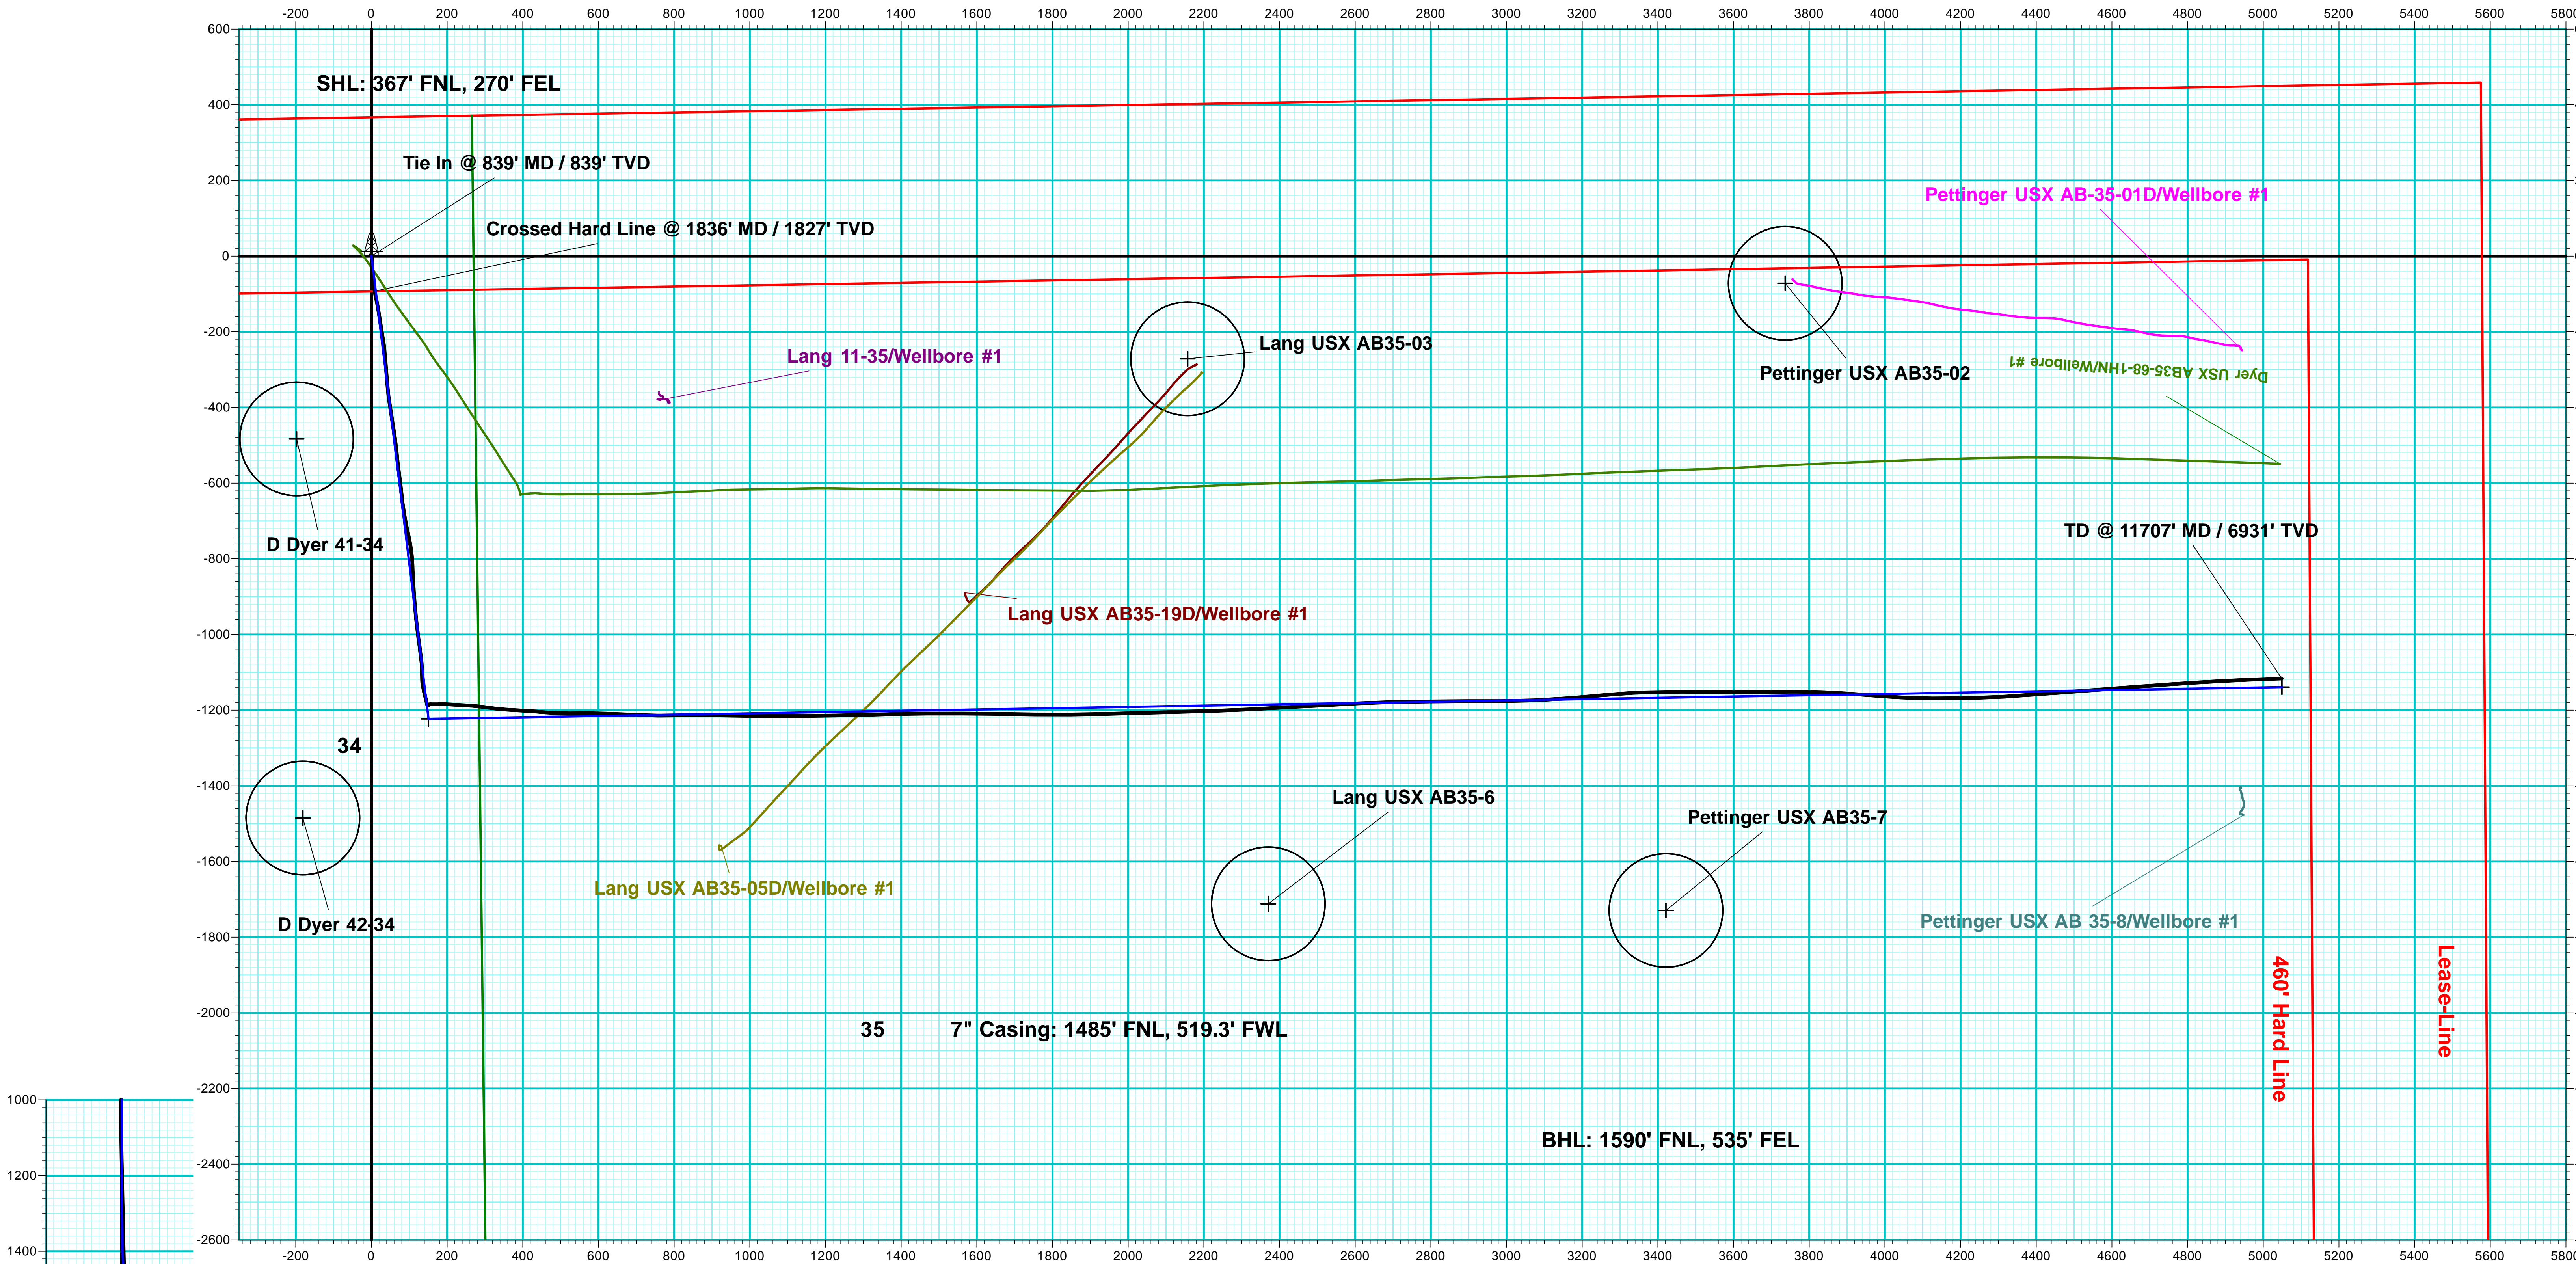 -200 0 200 400 600 800 1000 1200 1400 1600 1800 2000 2200 2400 2600 2800 3000 3200 3400 3600 3800 4000 4200 4400 4600 4800 5000 5200 5400 5600 5800
600
SHL: 367' FNL, 270' FEL
400
Tie In @ 839' MD / 839' TVD
200
Pettinger USX AB-35-01D/Wellbore #1
Crossed Hard Line @ 1836' MD / 1827' TVD
0
-200
Lang USX AB35-03
Lang 11-35/Wellbore #1
Dyer USX AB35-68-1HN/Wellbore #1
Pettinger USX AB35-02
-400
-600
TD @ 11707' MD / 6931' TVD
D Dyer 41-34
-800
Lang USX AB35-19D/Wellbore #1
-1000
-1200
34
-1400
Lang USX AB35-6
Pettinger USX AB35-7
-1600
Lang USX AB35-05D/Wellbore #1
D Dyer 42-34
Pettinger USX AB 35-8/Wellbore #1
-1800
460' Hard Line
Lease-Line
-2000
35
7" Casing: 1485' FNL, 519.3' FWL
-2200
BHL: 1590' FNL, 535' FEL
-2400
-2600
-200 0 200 400 600 800 1000 1200 1400 1600 1800 2000 2200 2400 2600 2800 3000 3200 3400 3600 3800 4000 4200 4400 4600 4800 5000 5200 5400 5600 5800
1000
1200
1400